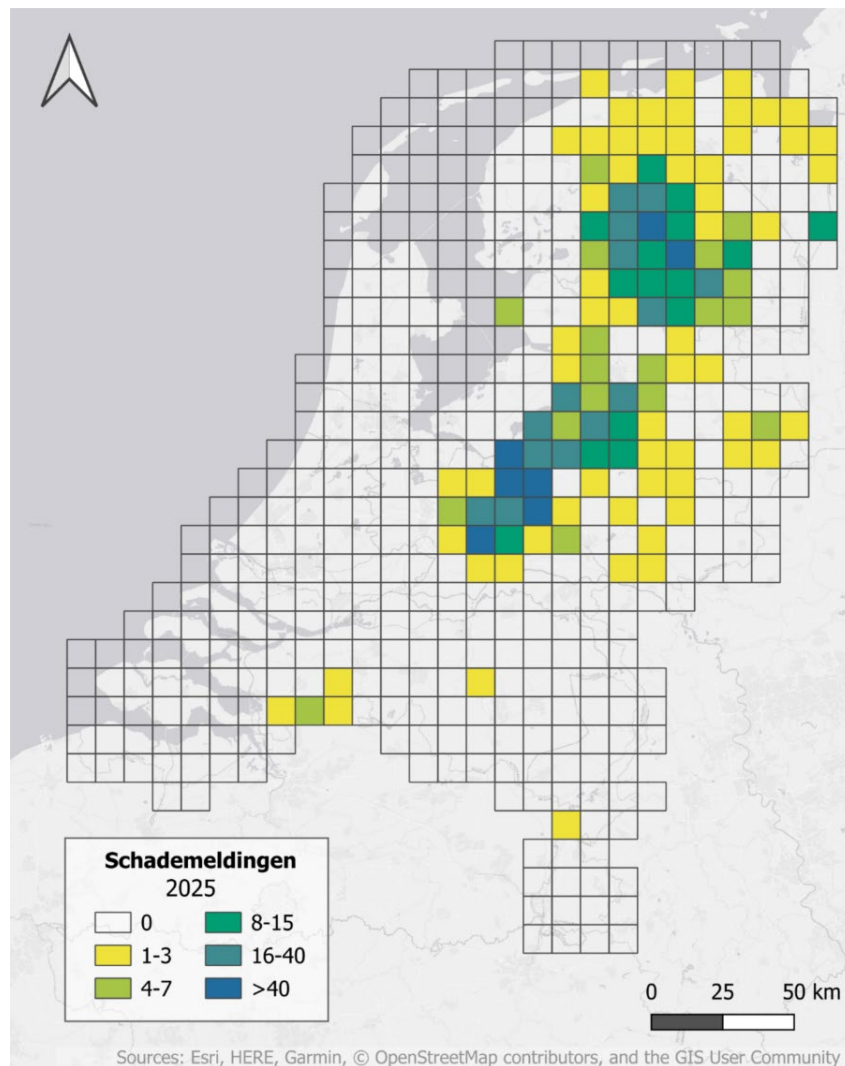 Schademeldingen
2025
0
8-15
1-3
16-40
4-7
>40
0 25 50 km
Sources: Esri, HERE, Garmin, © OpenStreetMap contributors, and the GIS User Community